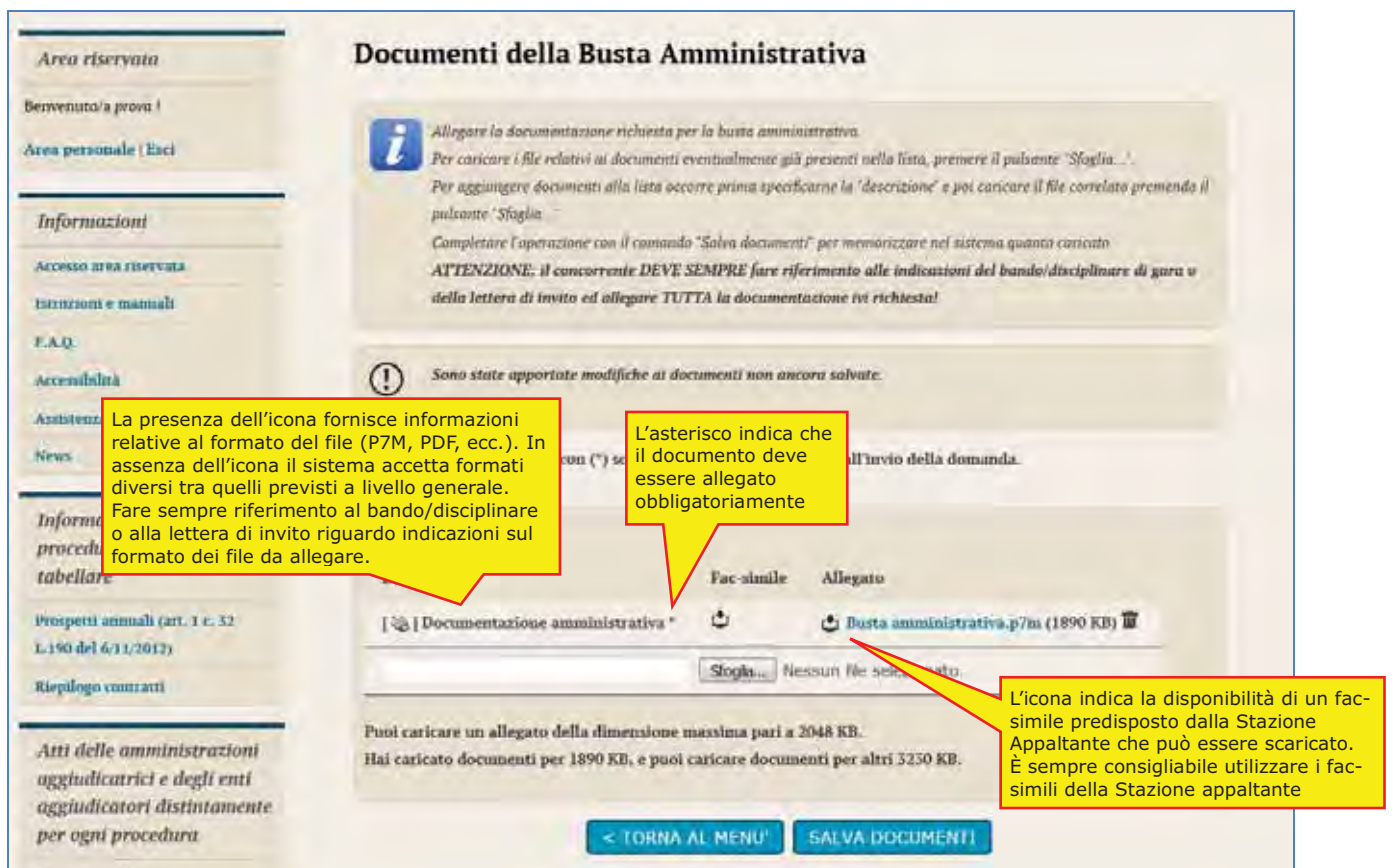 Area riservata
Benvenuto/a prova !
Area personale | Esci
Informazioni
Accesso area riservata
Istruzioni e manuali
F.A.Q.
Accessibilità
News
tabellare
Prospetti annuali (art. 1 c. 32
L.190 del 6/11/2012)
Riepilogo contratti
Atti delle amministrazioni
aggiudicatrici e degli enti
aggiudicatori distintamente
per ogni procedura
Documenti della Busta Amministrativa
Allegare la documentazione richiesta per la busta amministrativa.
Per caricare i file relativi ai documenti eventualmente già presenti nella lista, premere il pulsante 'Sfoglia...'.
Per aggiungere documenti alla lista occorre prima specificarne la 'descrizione' e poi caricare il file correlato premendo il
pulsante 'Sfoglia...'
Completare l'operazione con il comando "Salva documenti" per memorizzare nel sistema quanto caricato
ATTENZIONE: il concorrente DEVE SEMPRE fare riferimento alle indicazioni del bando/disciplinare di gara o
della lettera di invito ed allegare TUTTA la documentazione ivi richiesta!
Sono state apportate modifiche ai documenti non ancora salvate.
La presenza dell'icona fornisce informazioni
relative al formato del file (P7M, PDF, ecc.). In
assenza dell'icona il sistema accetta formati
diversi tra quelli previsti a livello generale.
Fare sempre riferimento al bando/disciplinare
o alla lettera di invito riguardo indicazioni sul
formato dei file da allegare.
L'asterisco indica che
il documento deve
essere allegato
obbligatoriamente
con (*) all'invio della domanda.
Fac-simile Allegato
[ ] Documentazione amministrativa * Busta amministrativa.p7m (1890 KB)
Sfoglia... Nessun file selezionato.
L'icona indica la disponibilità di un fac-
simile predisposto dalla Stazione
Appaltante che può essere scaricato.
È sempre consigliabile utilizzare i fac-
simili della Stazione appaltante
Puoi caricare un allegato della dimensione massima pari a 2048 KB.
Hai caricato documenti per 1890 KB, e puoi caricare documenti per altri 3230 KB.
< TORNA AL MENU' SALVA DOCUMENTI